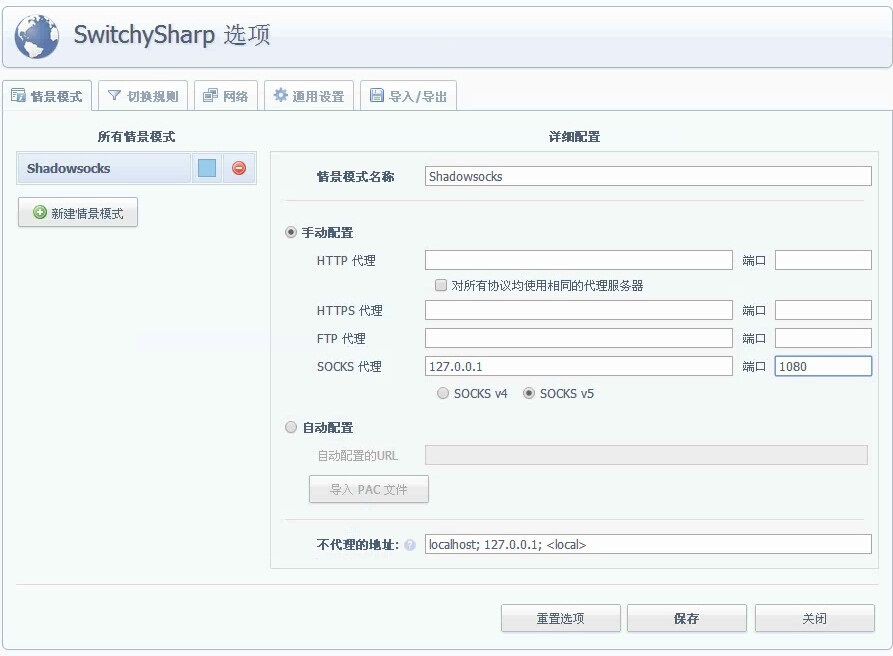 SwitchySharp 选项
情景模式 切换规则 网络 通用设置 导入/导出
所有情景模式
Shadowsocks
新建情景模式
详细配置
情景模式名称 Shadowsocks
手动配置
HTTP 代理 端口
对所有协议均使用相同的代理服务器
HTTPS 代理 端口
FTP 代理 端口
SOCKS 代理 127.0.0.1 端口 1080
SOCKS v4 SOCKS v5
自动配置
自动配置的URL
导入 PAC 文件
不代理的地址: ? localhost; 127.0.0.1; <local>
重置选项 保存 关闭